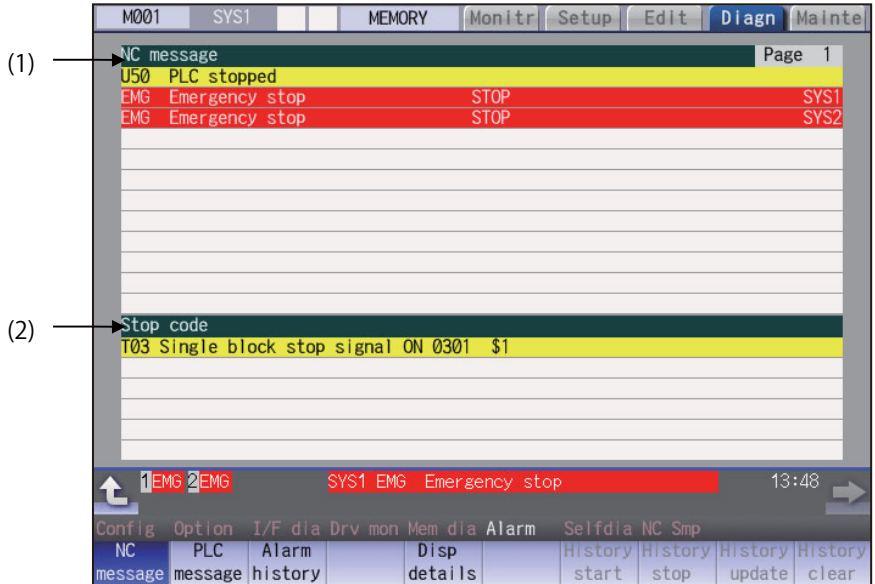 M001 SYS1 MEMORY Monitr Setup Edit Diagn Mainte
(1)
NC message Page 1
U50 PLC stopped
EMG Emergency stop STOP SYS1
EMG Emergency stop STOP SYS2
(2)
Stop code
T03 Single block stop signal ON 0301 $1
1EMG 2EMG SYS1 EMG Emergency stop 13:48
Config Option I/F dia Drv mon Mem dia Alarm Selfdia NC Smp
NC PLC Alarm Disp History History History History
message message history details start stop update clear